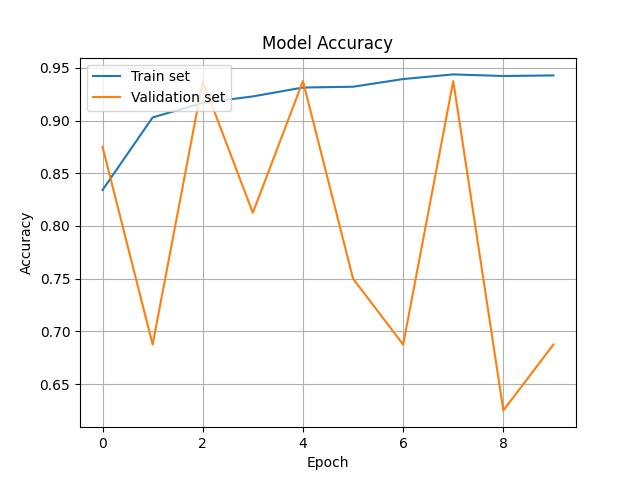 Model Accuracy
Train set
Validation set
Accuracy
0.95
0.90
0.85
0.80
0.75
0.70
0.65
0 2 4 6 8
Epoch